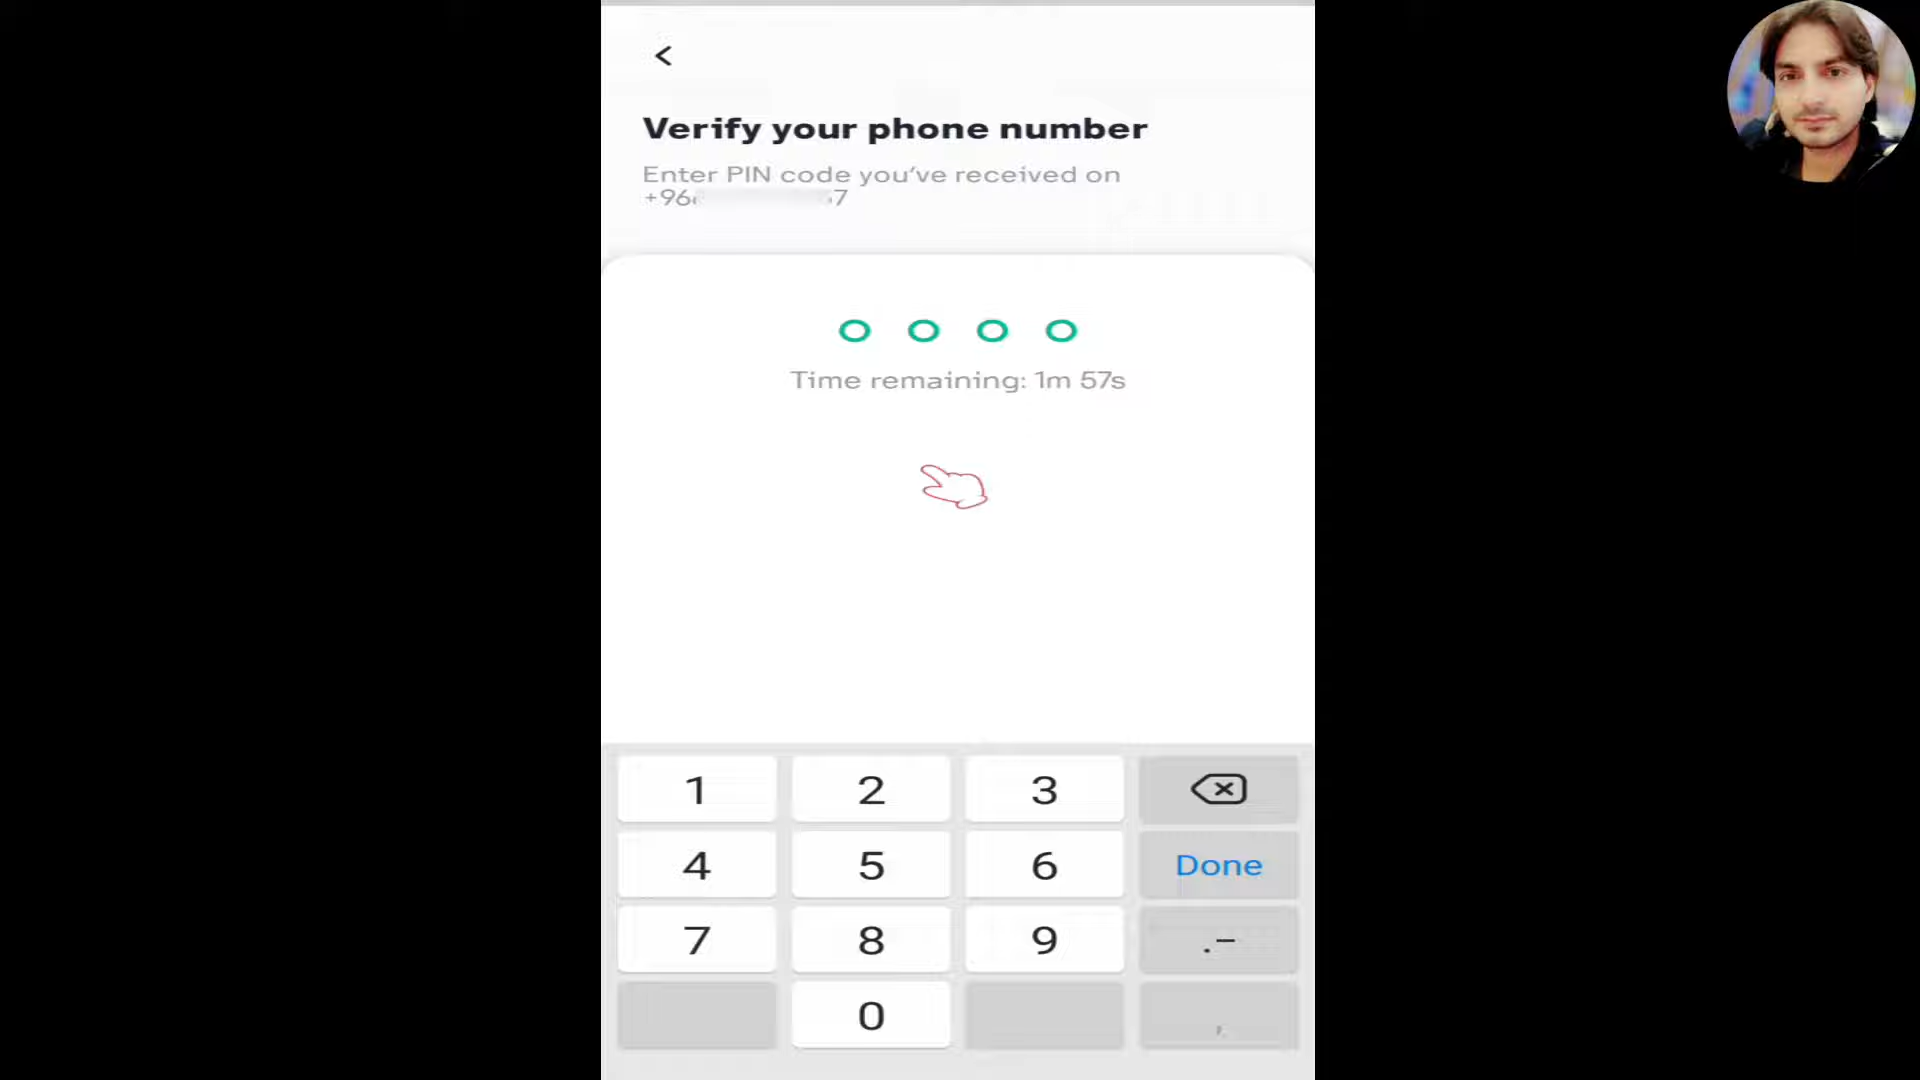 Verify your phone number
Enter PIN code you've received on
+96 7
Time remaining: 1m 57s
1 2 3
4 5 6 Done
7 8 9 .-
0 ,